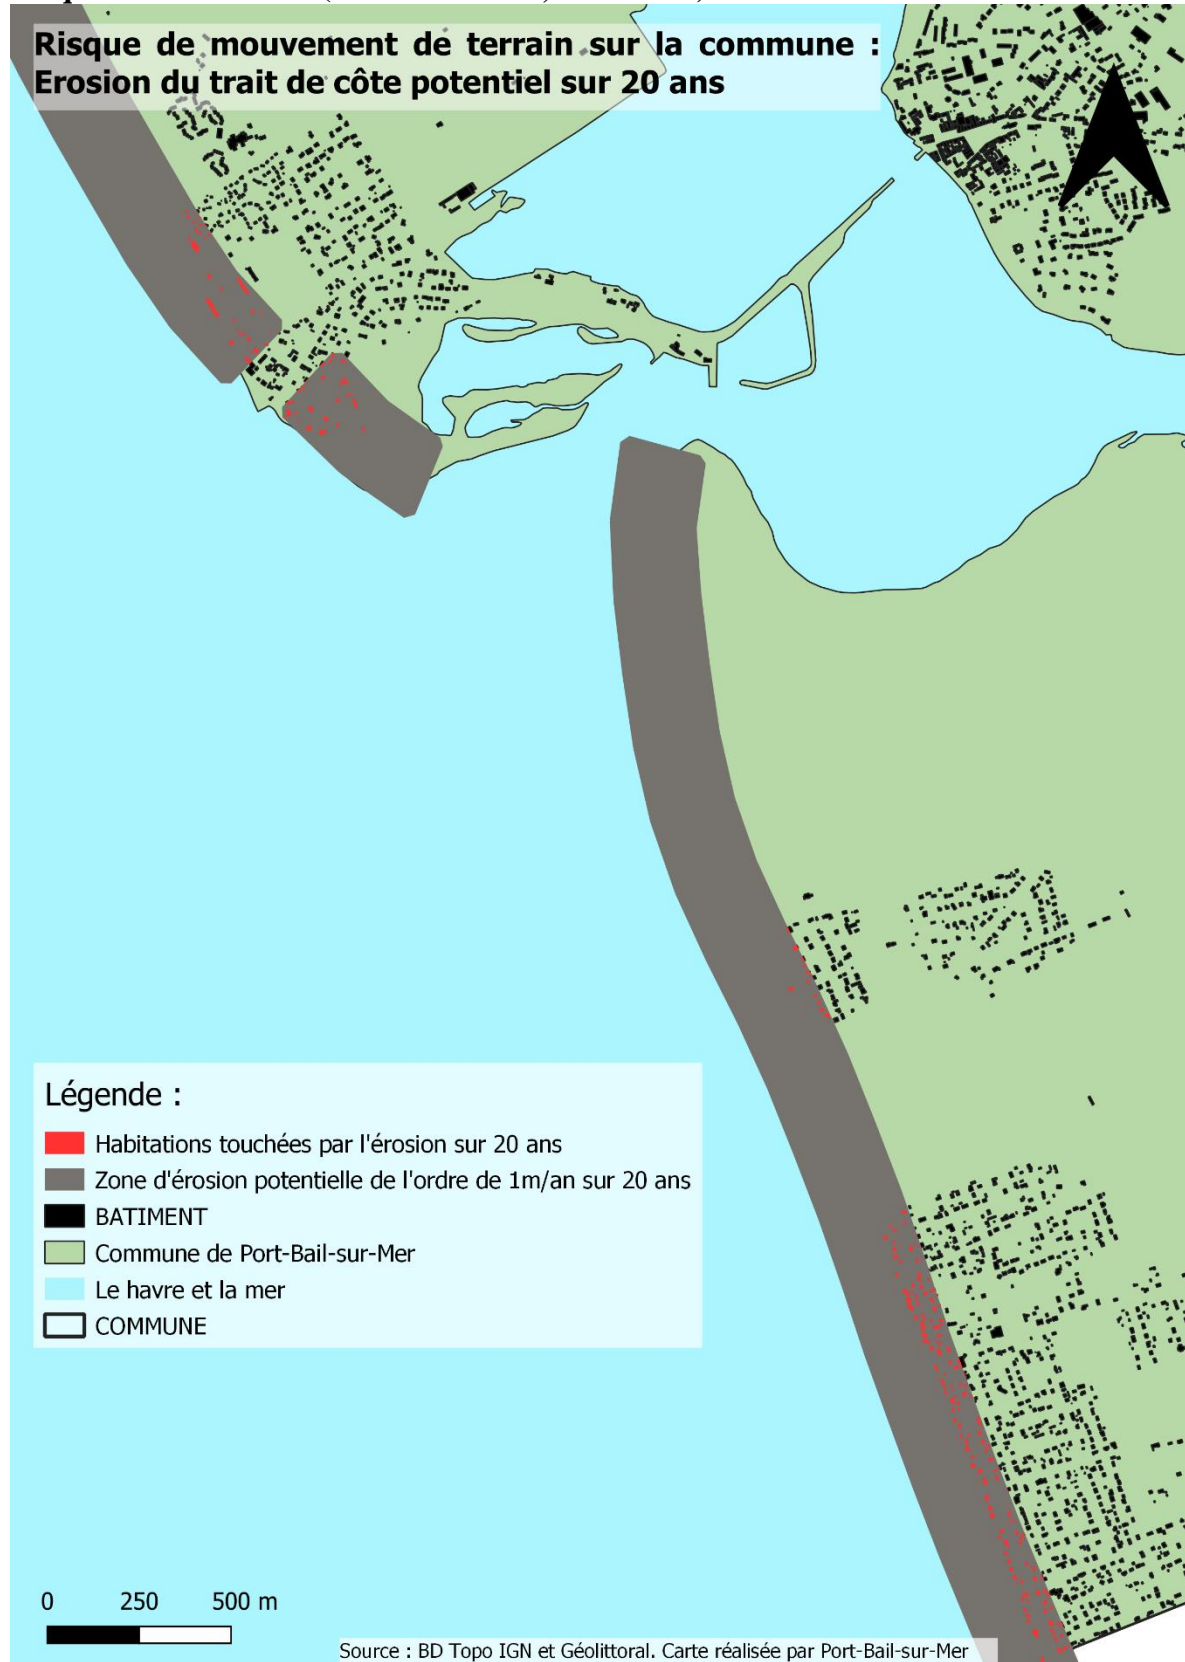 Risque de mouvement de terrain sur la commune :
Erosion du trait de côte potentiel sur 20 ans
Légende :
Habitations touchées par l'érosion sur 20 ans
Zone d'érosion potentielle de l'ordre de 1m/an sur 20 ans
BATIMENT
Commune de Port-Bail-sur-Mer
Le havre et la mer
COMMUNE
0 250 500 m
Source : BD Topo IGN et Géolittoral. Carte réalisée par Port-Bail-sur-Mer